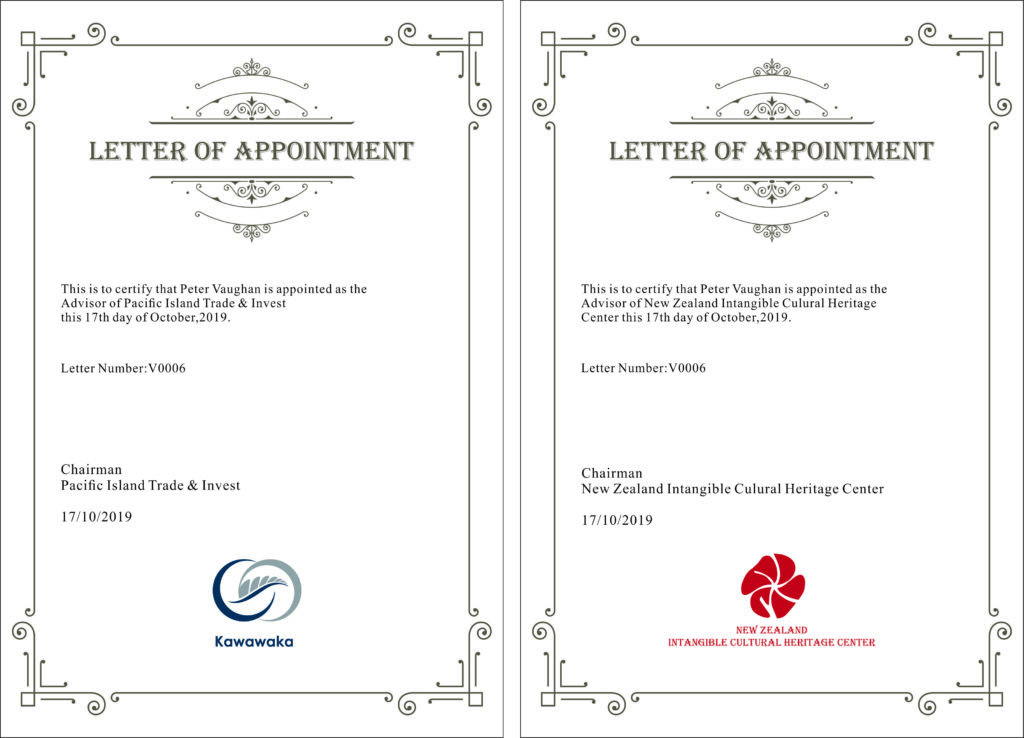 LETTER OF APPOINTMENT
This is to certify that Peter Vaughan is appointed as the
Advisor of Pacific Island Trade & Invest
this 17th day of October,2019.
Letter Number:V0006
Chairman
Pacific Island Trade & Invest
17/10/2019
Kawawaka
LETTER OF APPOINTMENT
This is to certify that Peter Vaughan is appointed as the
Advisor of New Zealand Intangible Culural Heritage
Center this 17th day of October,2019.
Letter Number:V0006
Chairman
New Zealand Intangible Culural Heritage Center
17/10/2019
NEW ZEALAND
INTANGIBLE CULTURAL HERITAGE CENTER